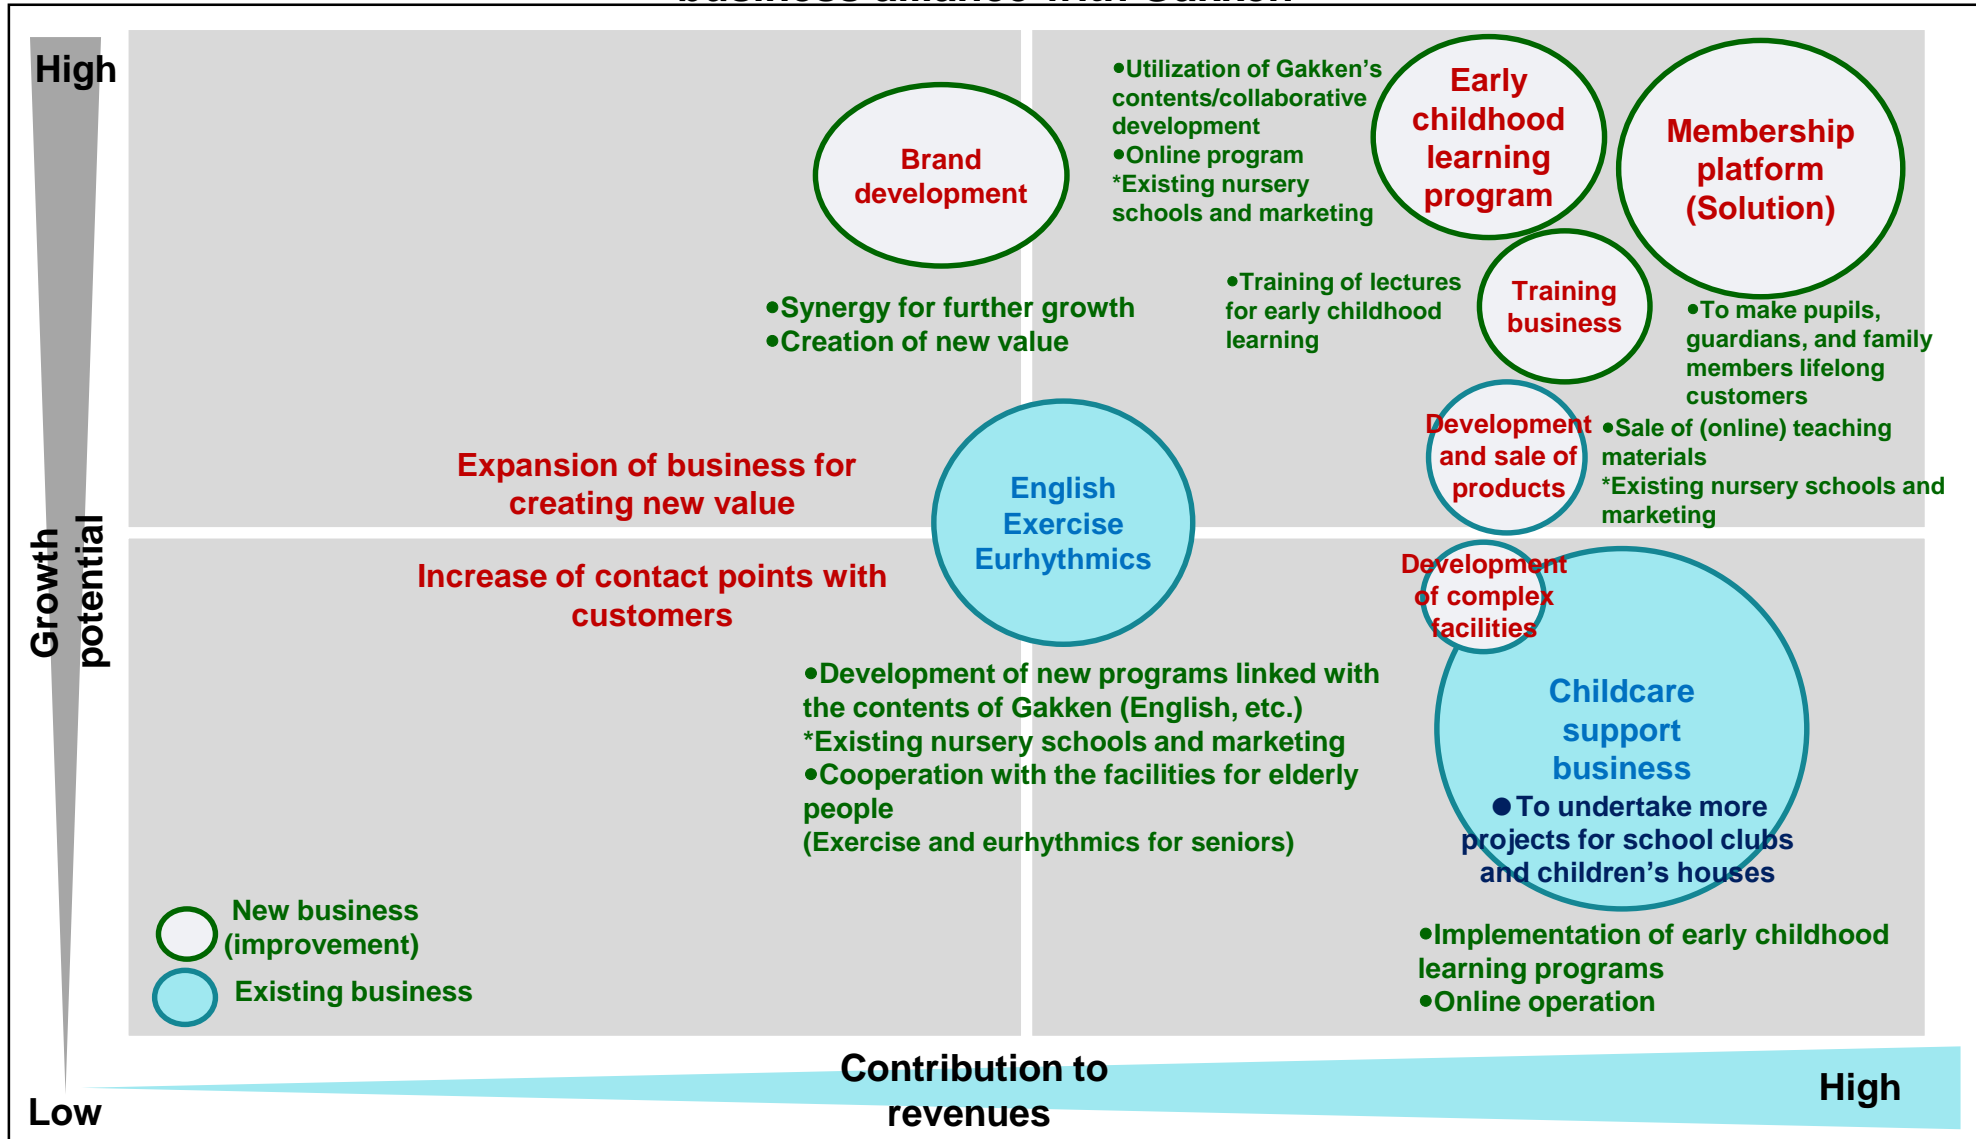 business alliance with Gakken
High
•Utilization of Gakken's
contents/collaborative
development
•Online program
*Existing nursery
schools and marketing
Early
childhood
learning
program
Membership
platform
(Solution)
Brand
development
•Synergy for further growth
•Creation of new value
•Training of lectures
for early childhood
learning
Training
business
•To make pupils,
guardians, and family
members lifelong
customers
Development
and sale of
products
•Sale of (online) teaching
materials
*Existing nursery schools and
marketing
Expansion of business for
creating new value
English
Exercise
Eurhythmics
Growth
potential
Increase of contact points with
customers
Development
of complex
facilities
•Development of new programs linked with
the contents of Gakken (English, etc.)
*Existing nursery schools and marketing
•Cooperation with the facilities for elderly
people
(Exercise and eurhythmics for seniors)
Childcare
support
business
●To undertake more
projects for school clubs
and children's houses
New business
(improvement)
Existing business
•Implementation of early childhood
learning programs
•Online operation
Contribution to
revenues
High
Low